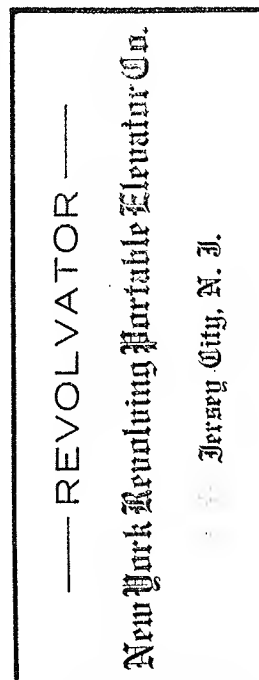 — REVOLVATOR —
New York Revolving Portable Elevator Co.
Jersey City, N. J.